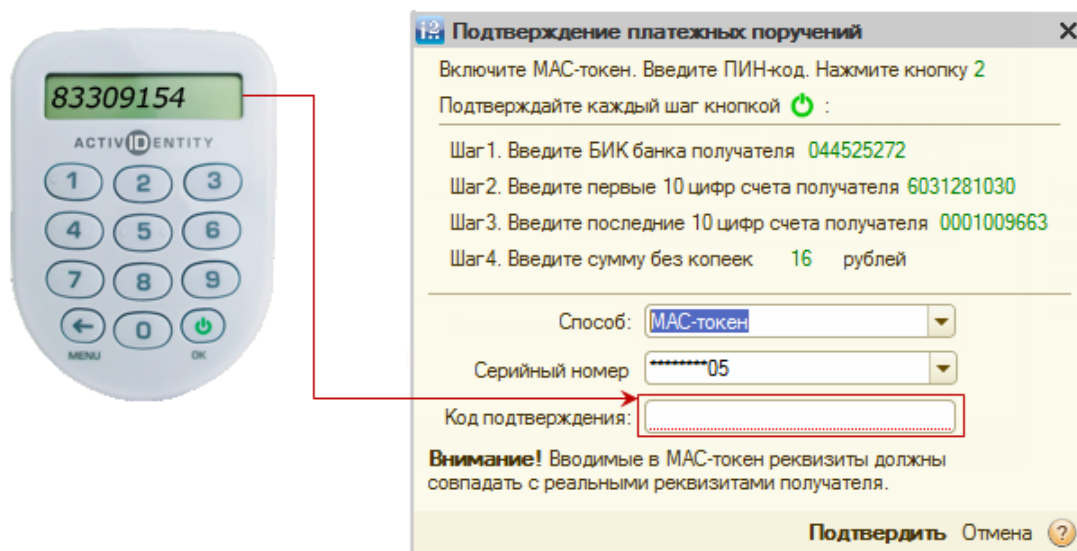 83309154
ACTIVIDENTITY
1 2 3
4 5 6
7 8 9
0
MENU OK
Подтверждение платежных поручений
Включите МАС-токен. Введите ПИН-код. Нажмите кнопку 2
Подтверждайте каждый шаг кнопкой :
Шаг1. Введите БИК банка получателя 044525272
Шаг2. Введите первые 10 цифр счета получателя 6031281030
Шаг3. Введите последние 10 цифр счета получателя 0001009663
Шаг4. Введите сумму без копеек 16 рублей
Способ: МАС-токен
Серийный номер ********05
Код подтверждения:
Внимание! Вводимые в МАС-токен реквизиты должны
совпадать с реальными реквизитами получателя.
Подтвердить Отмена ?